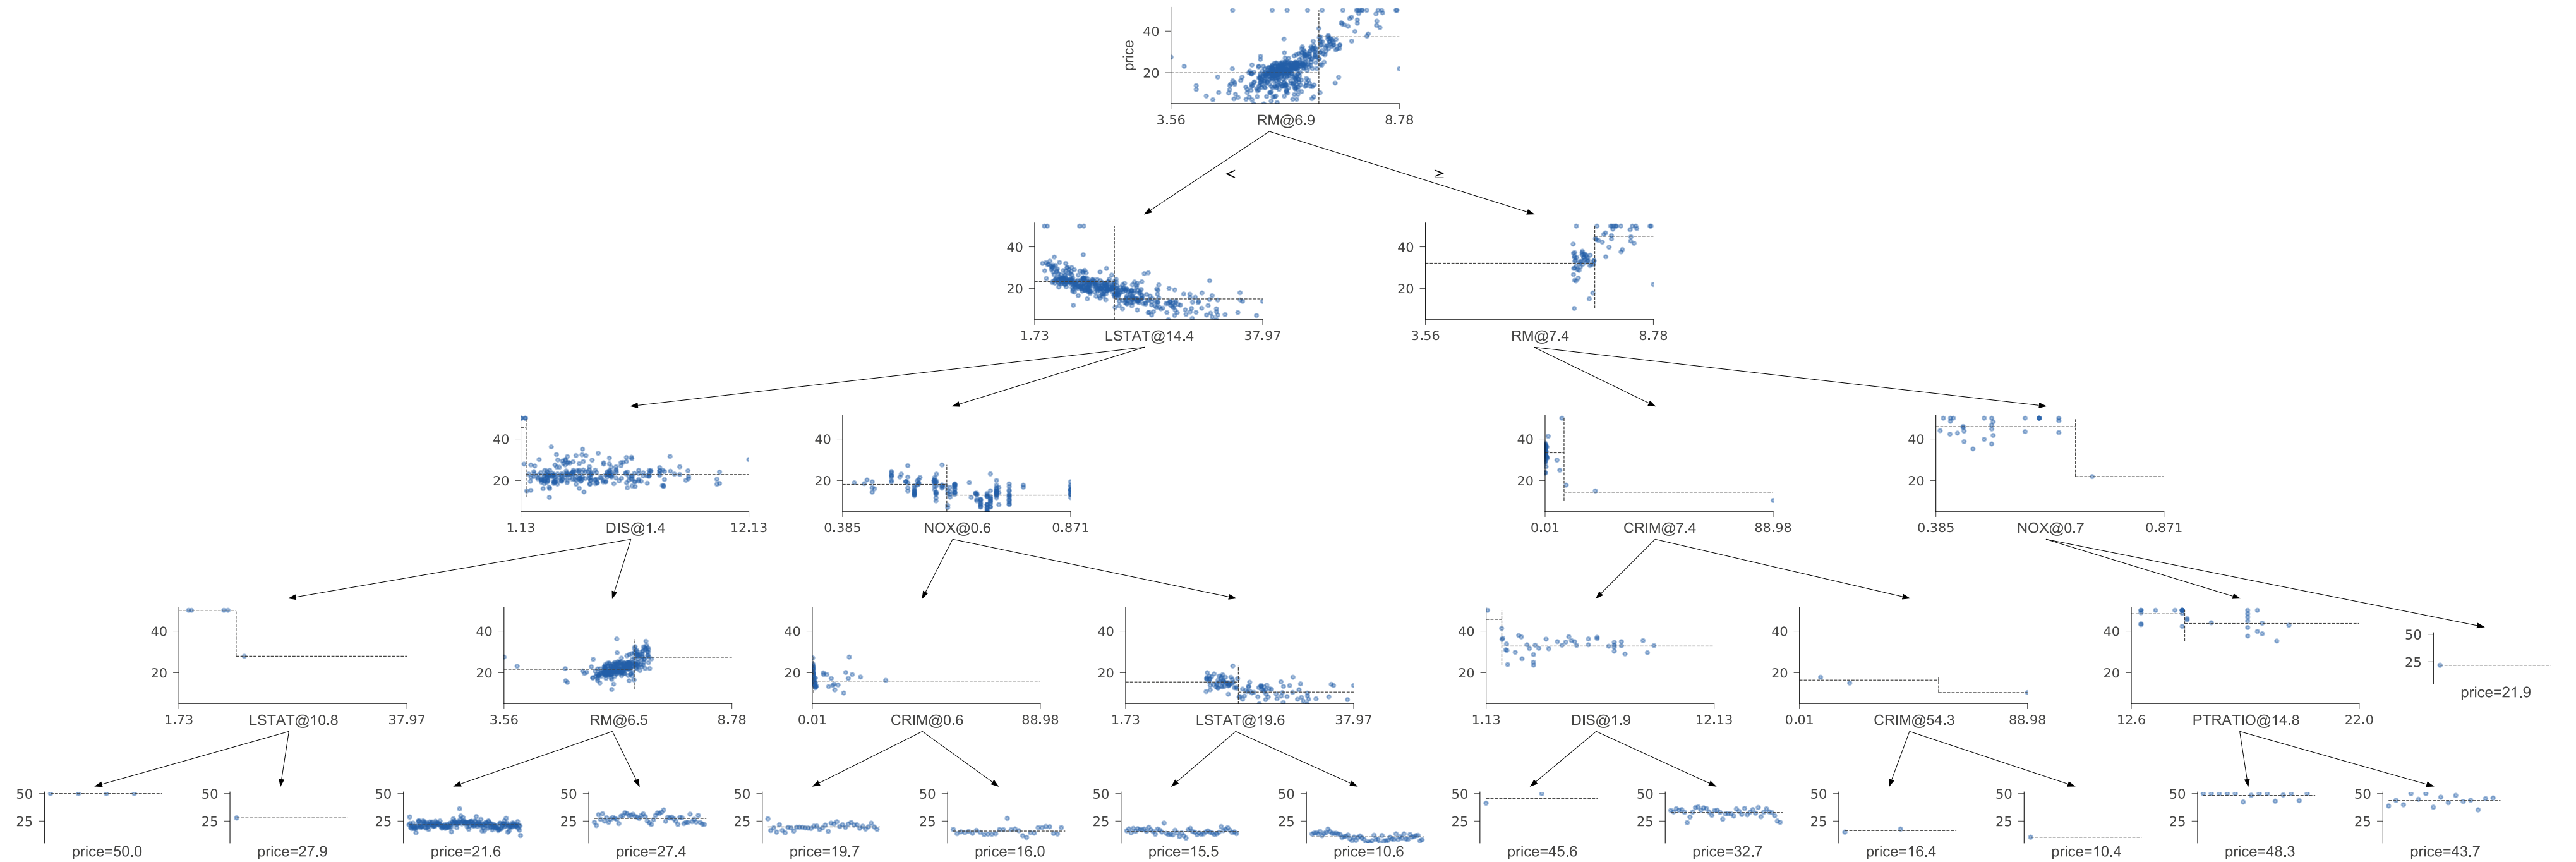 price
40
20
3.56 RM@6.9 8.78
< ≥
40 40
20 20
1.73 LSTAT@14.4 37.97 3.56 RM@7.4 8.78
40 40 40 40
20 20 20 20
1.13 DIS@1.4 12.13 0.385 NOX@0.6 0.871 0.01 CRIM@7.4 88.98 0.385 NOX@0.7 0.871
40 40 40 40 40 40 40 50
20 20 20 20 20 20 20 25
price=21.9
1.73 LSTAT@10.8 37.97 3.56 RM@6.5 8.78 0.01 CRIM@0.6 88.98 1.73 LSTAT@19.6 37.97 1.13 DIS@1.9 12.13 0.01 CRIM@54.3 88.98 12.6 PTRATIO@14.8 22.0
50 50 50 50 50 50 50 50 50 50 50 50 50 50
25 25 25 25 25 25 25 25 25 25 25 25 25 25
price=50.0 price=27.9 price=21.6 price=27.4 price=19.7 price=16.0 price=15.5 price=10.6 price=45.6 price=32.7 price=16.4 price=10.4 price=48.3 price=43.7